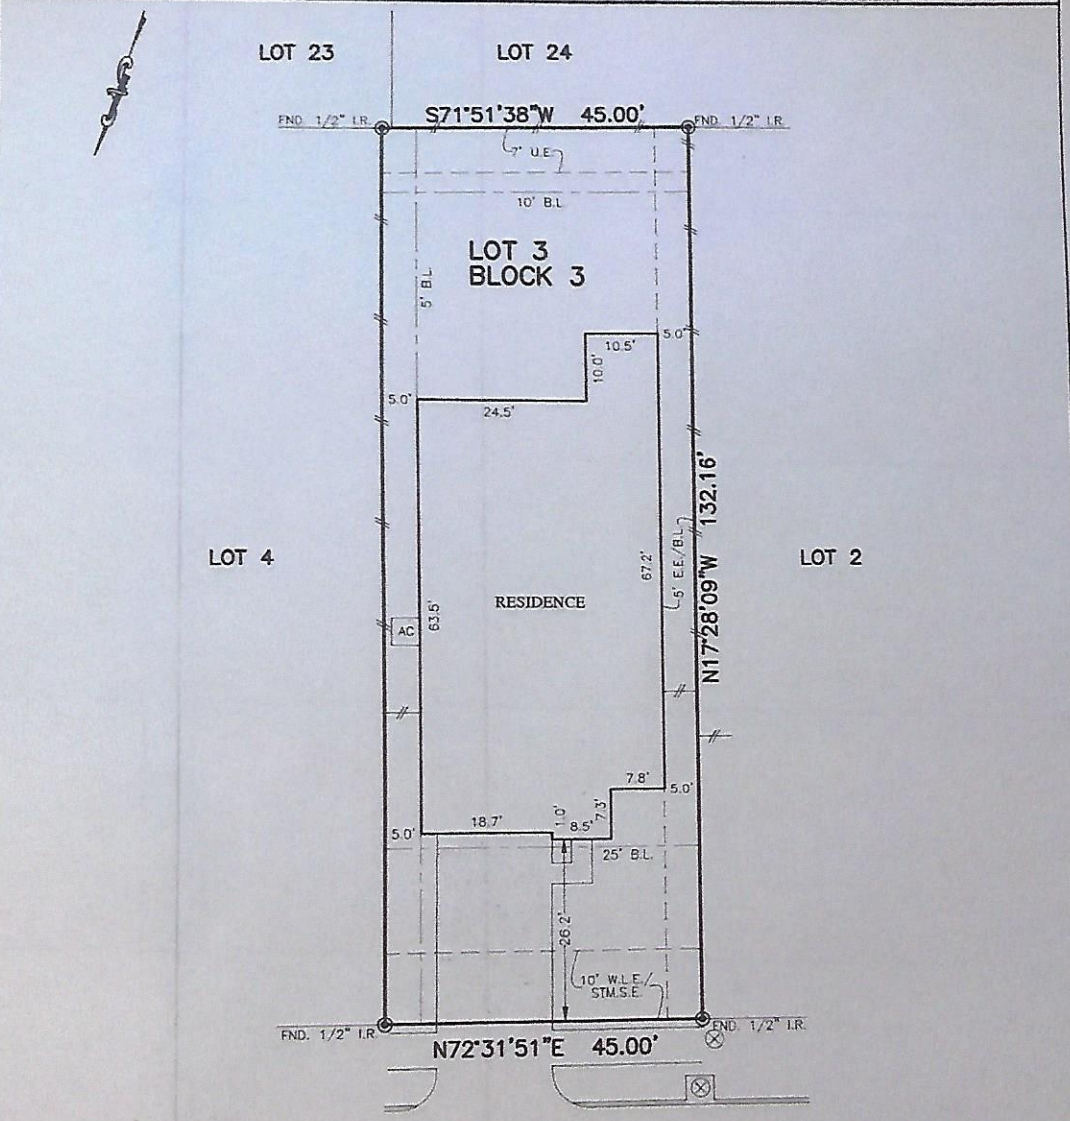 LOT 23
LOT 24
S71°51'38"W 45.00'
FND. 1/2" I.R.
FND. 1/2" I.R.
7' U.E.
10' B.L.
LOT 3
BLOCK 3
5' B.L.
10.5'
5.0'
10.0'
5.0'
24.5'
N17°28'09"W 132.16'
LOT 4
LOT 2
67.2'
5' E.E./B.L.
RESIDENCE
AC
63.5'
7.8'
5.0'
18.7'
1.0'
8.5'
7.3'
5.0'
25' B.L.
26.2'
10' W.L.E./
STM.S.E.
FND. 1/2" I.R.
FND. 1/2" I.R.
N72°31'51"E 45.00'